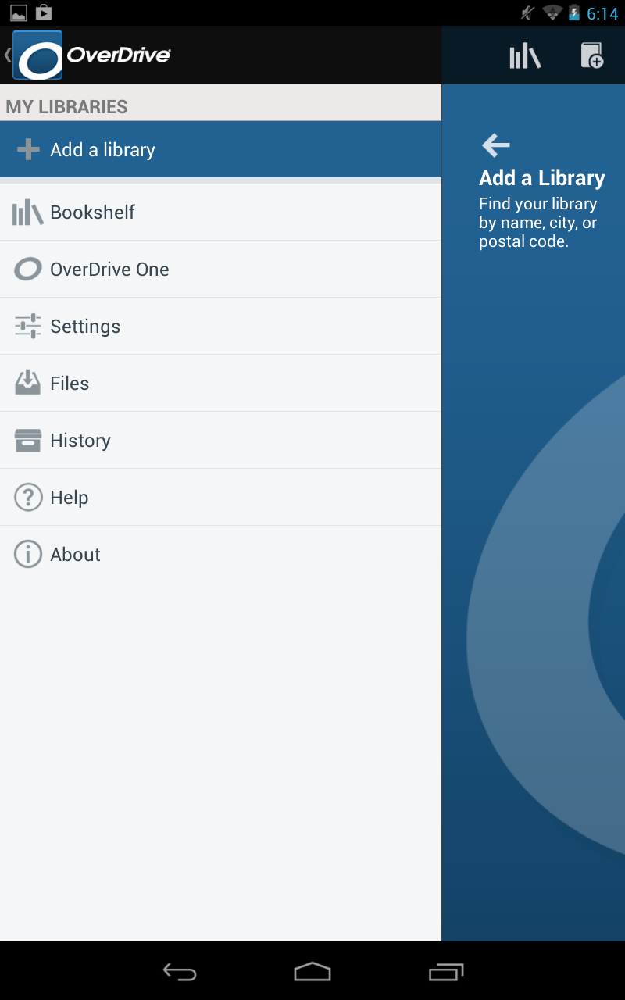 6:14
OverDrive
MY LIBRARIES
Add a library
Bookshelf
OverDrive One
Settings
Files
History
Help
About
Add a Library
Find your library
by name, city, or
postal code.